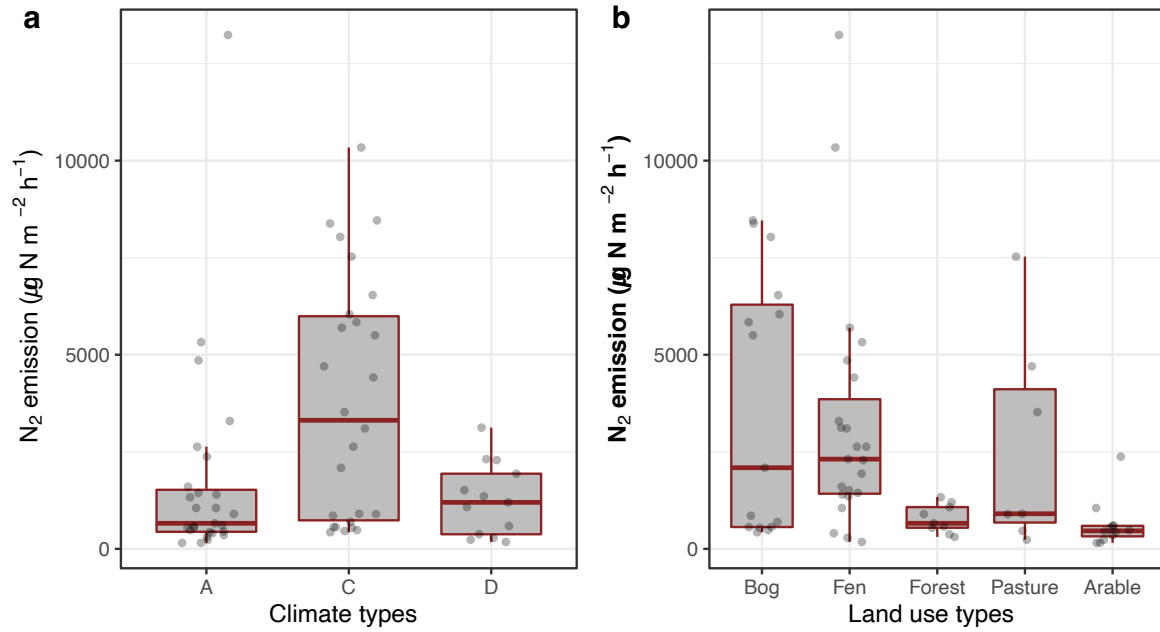 a
N₂ emission (µg N m ⁻² h⁻¹)
10000
5000
0
A C D
Climate types
b
N₂ emission (µg N m ⁻² h⁻¹)
10000
5000
0
Bog Fen Forest Pasture Arable
Land use types